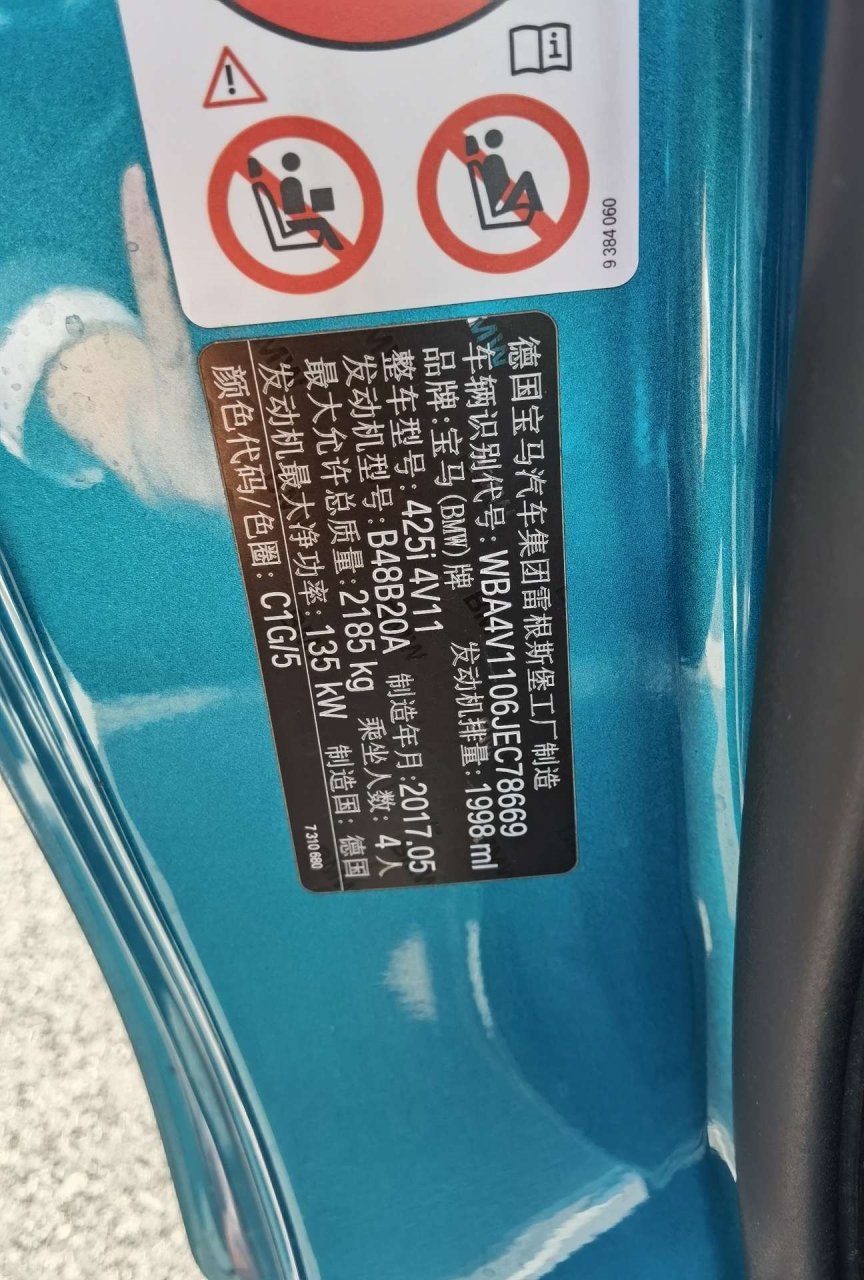 9 384 060
德国宝马汽车集团雷根斯堡工厂制造
车辆识别代号: WBA4V1106JEC78669
品牌:宝马(BMW)牌 发动机排量: 1998ml
整车型号: 425i 4V11
发动机型号: B48B20A 制造年月:2017.05
最大允许总质量: 2185 kg 乘坐人数: 4人
发动机最大净功率: 135 kW 制造国: 德国
颜色代码/色圈: C1G/5
7 310 680